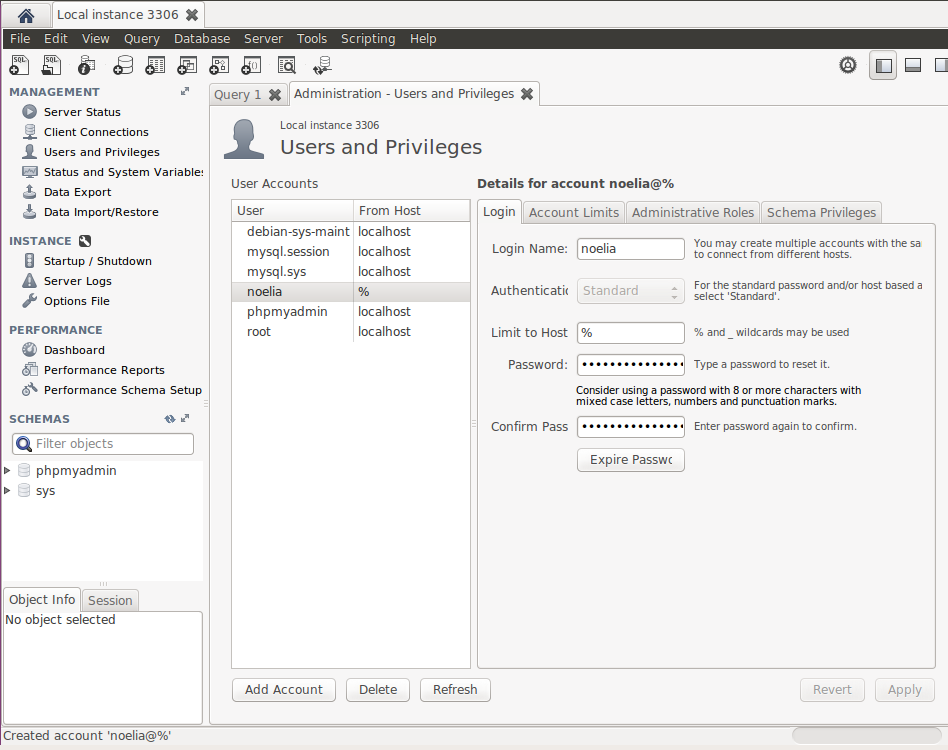 Local instance 3306
File Edit View Query Database Server Tools Scripting Help
SQL SQL
MANAGEMENT
Server Status
Client Connections
Users and Privileges
Status and System Variables
Data Export
Data Import/Restore
INSTANCE
Startup / Shutdown
Server Logs
Options File
PERFORMANCE
Dashboard
Performance Reports
Performance Schema Setup
SCHEMAS
Filter objects
phpmyadmin
sys
Object Info Session
No object selected
Query 1 Administration - Users and Privileges
Local instance 3306
Users and Privileges
User Accounts
User From Host
debian-sys-maint localhost
mysql.session localhost
mysql.sys localhost
noelia %
phpmyadmin localhost
root localhost
Details for account noelia@%
Login Account Limits Administrative Roles Schema Privileges
Login Name: noelia You may create multiple accounts with the sa
to connect from different hosts.
Authenticatic Standard For the standard password and/or host based a
select 'Standard'.
Limit to Host % % and _ wildcards may be used
Password: ••••••••••••••• Type a password to reset it.
Consider using a password with 8 or more characters with
mixed case letters, numbers and punctuation marks.
Confirm Pass ••••••••••••••• Enter password again to confirm.
Expire Passwc
Add Account Delete Refresh Revert Apply
Created account 'noelia@%'